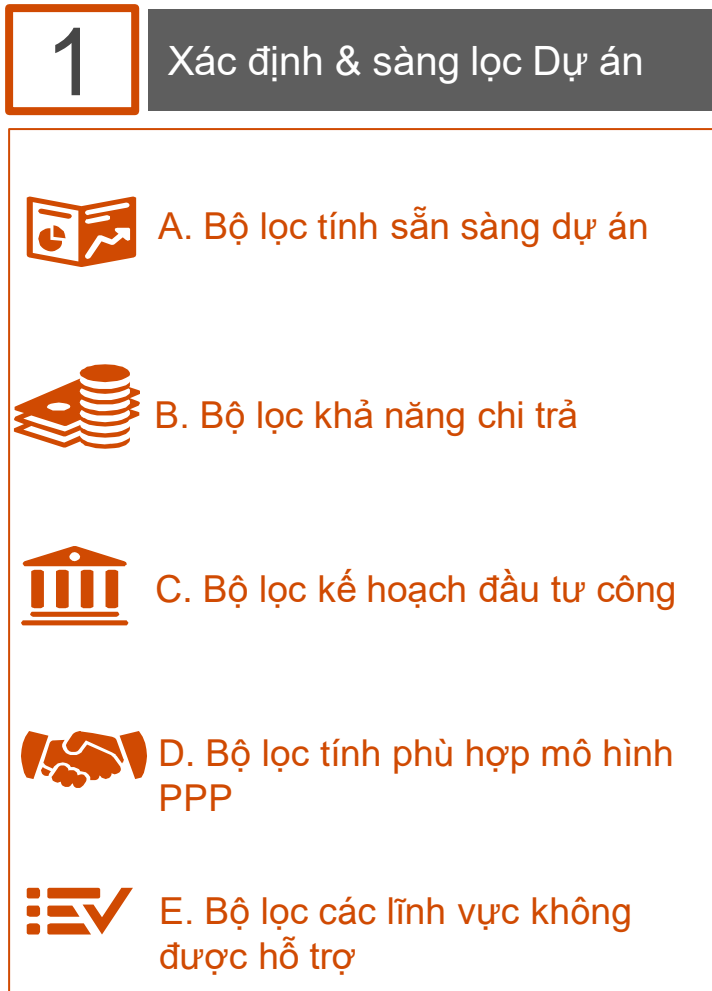 1
Xác định & sàng lọc Dự án
A. Bộ lọc tính sẵn sàng dự án
B. Bộ lọc khả năng chi trả
C. Bộ lọc kế hoạch đầu tư công
D. Bộ lọc tính phù hợp mô hình
PPP
E. Bộ lọc các lĩnh vực không
được hỗ trợ